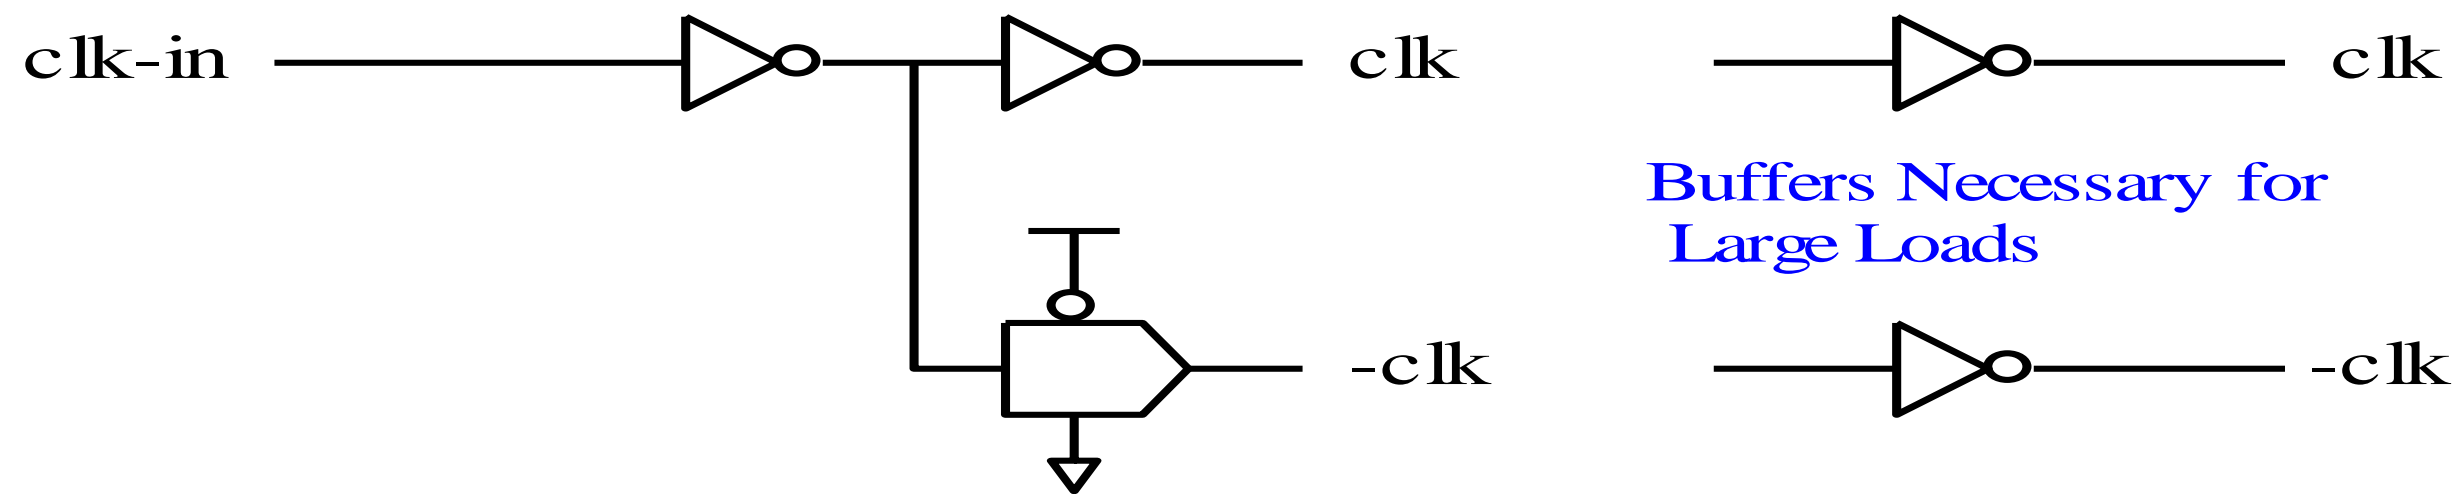 clk-in
clk
clk
Buffers Necessary for
Large Loads
-clk
-clk